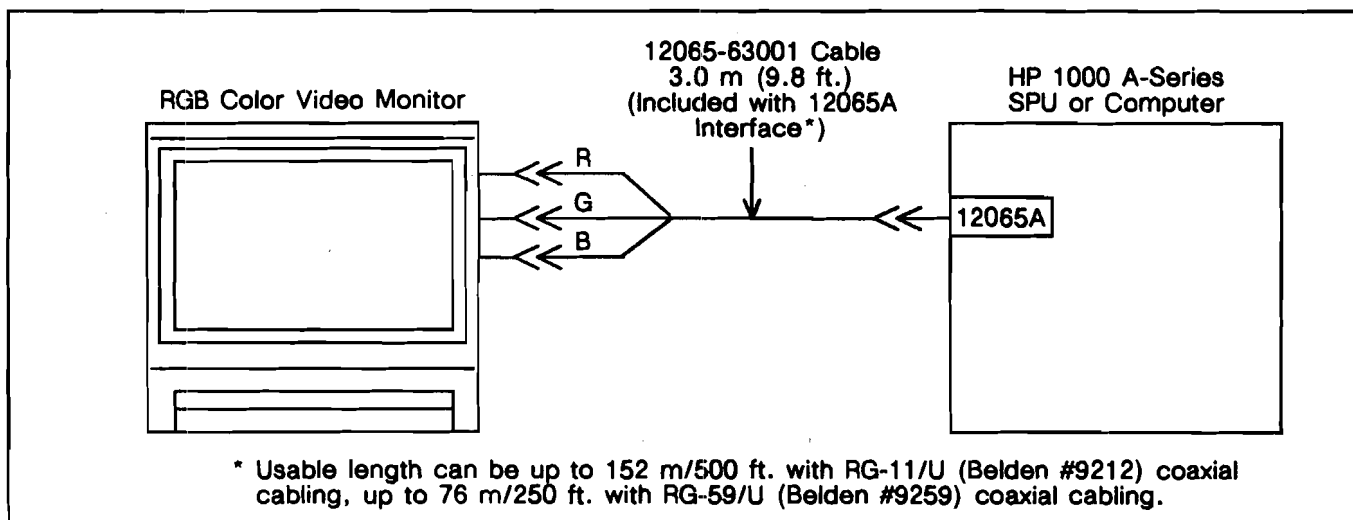 RGB Color Video Monitor
12065-63001 Cable
3.0 m (9.8 ft.)
(Included with 12065A
Interface*)
HP 1000 A-Series
SPU or Computer
R
G
B
12065A
* Usable length can be up to 152 m/500 ft. with RG-11/U (Belden #9212) coaxial
cabling, up to 76 m/250 ft. with RG-59/U (Belden #9259) coaxial cabling.